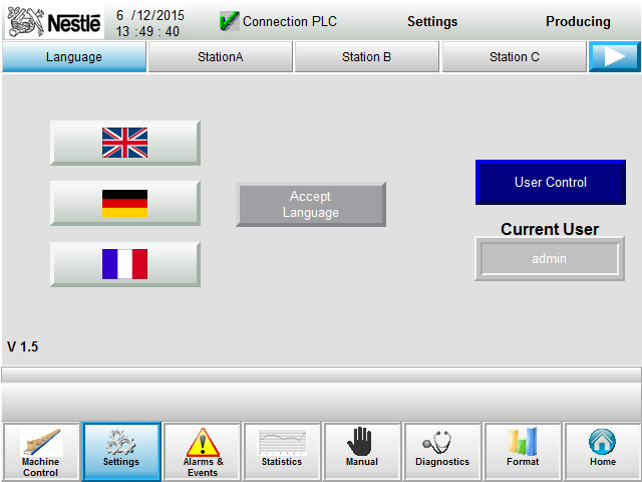 Nestlé
6 /12/2015
13 :49 : 40
Connection PLC
Settings
Producing
Language
StationA
Station B
Station C
Accept
Language
User Control
Current User
admin
V 1.5
Machine
Control
Settings
Alarms &
Events
Statistics
Manual
Diagnostics
Format
Home